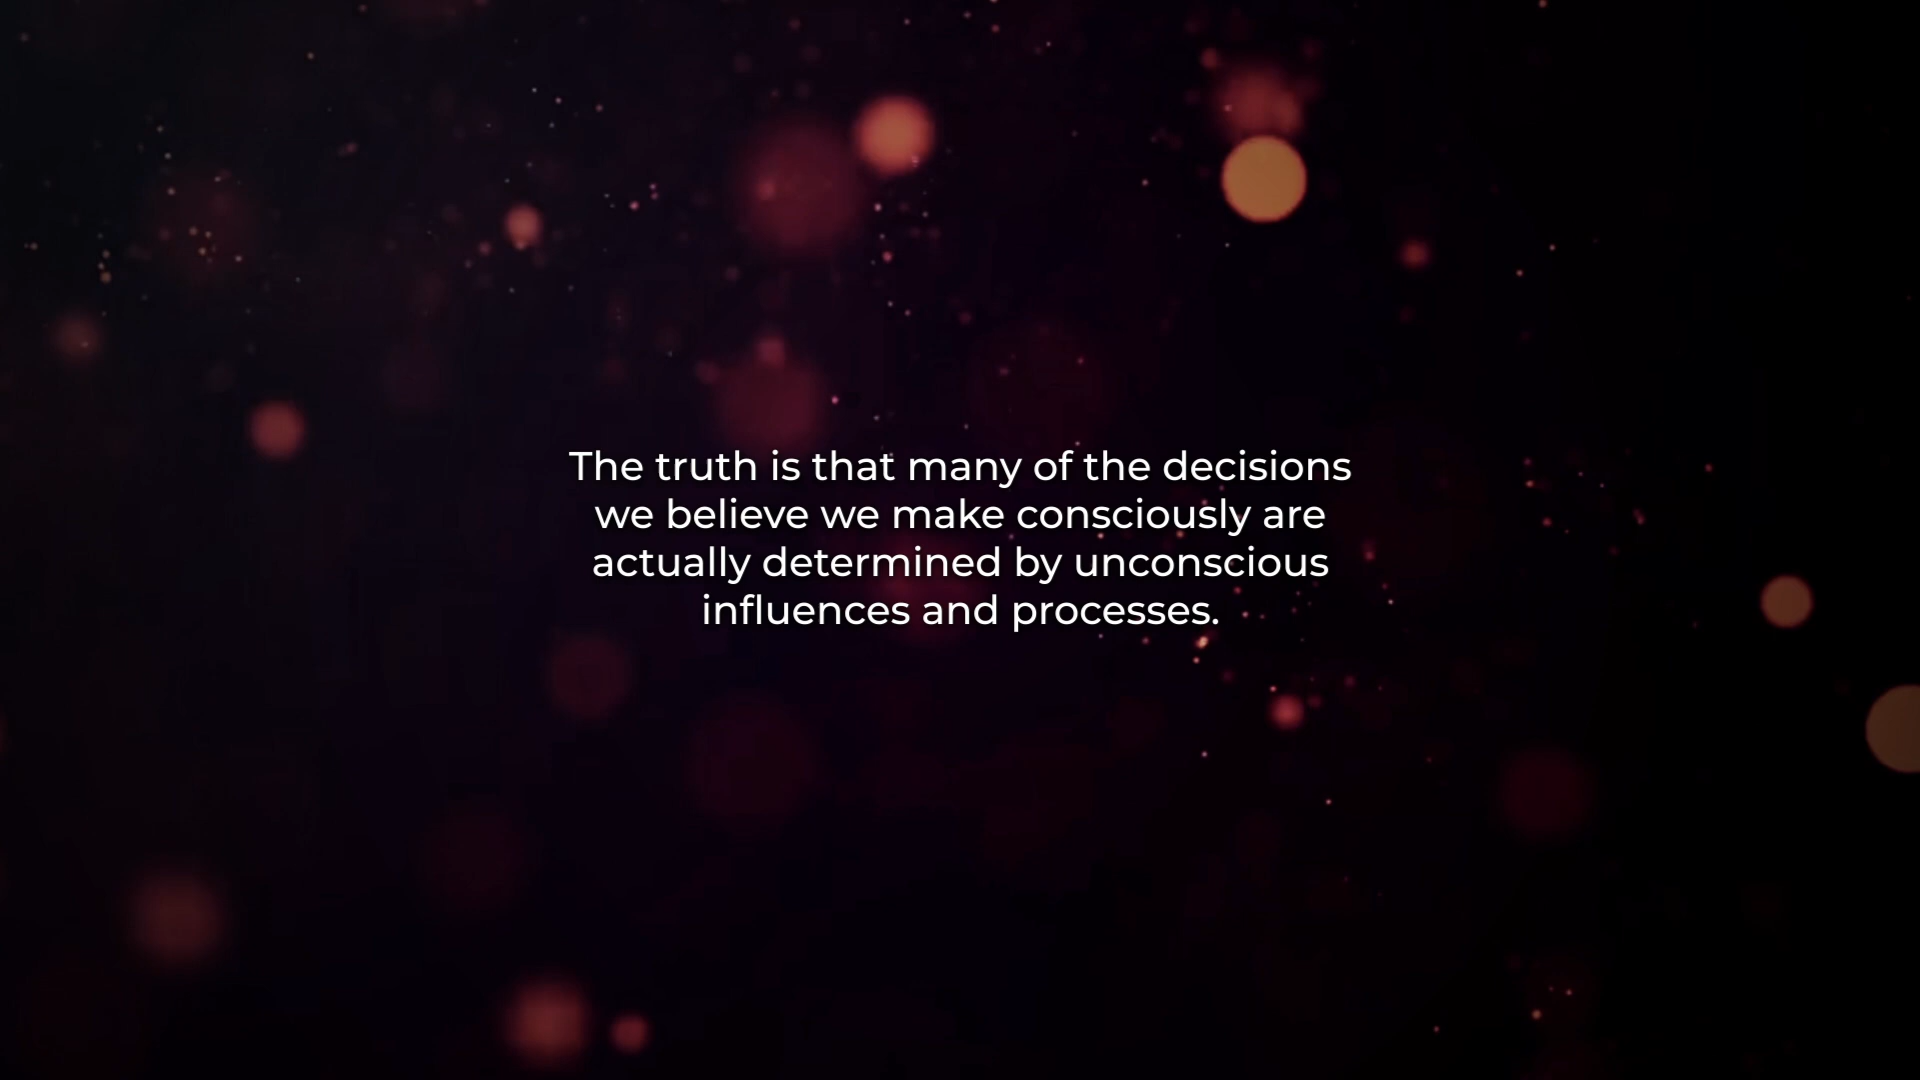 The truth is that many of the decisions
we believe we make consciously are
actually determined by unconscious
influences and processes.